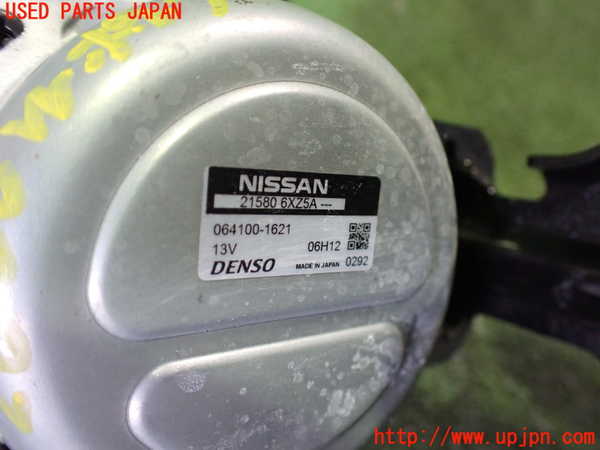 USED PARTS JAPAN
NISSAN
21580 6XZ5A ---
064100-1621
13V 06H12
DENSO MADE IN JAPAN 0292
http://www.upjpn.com